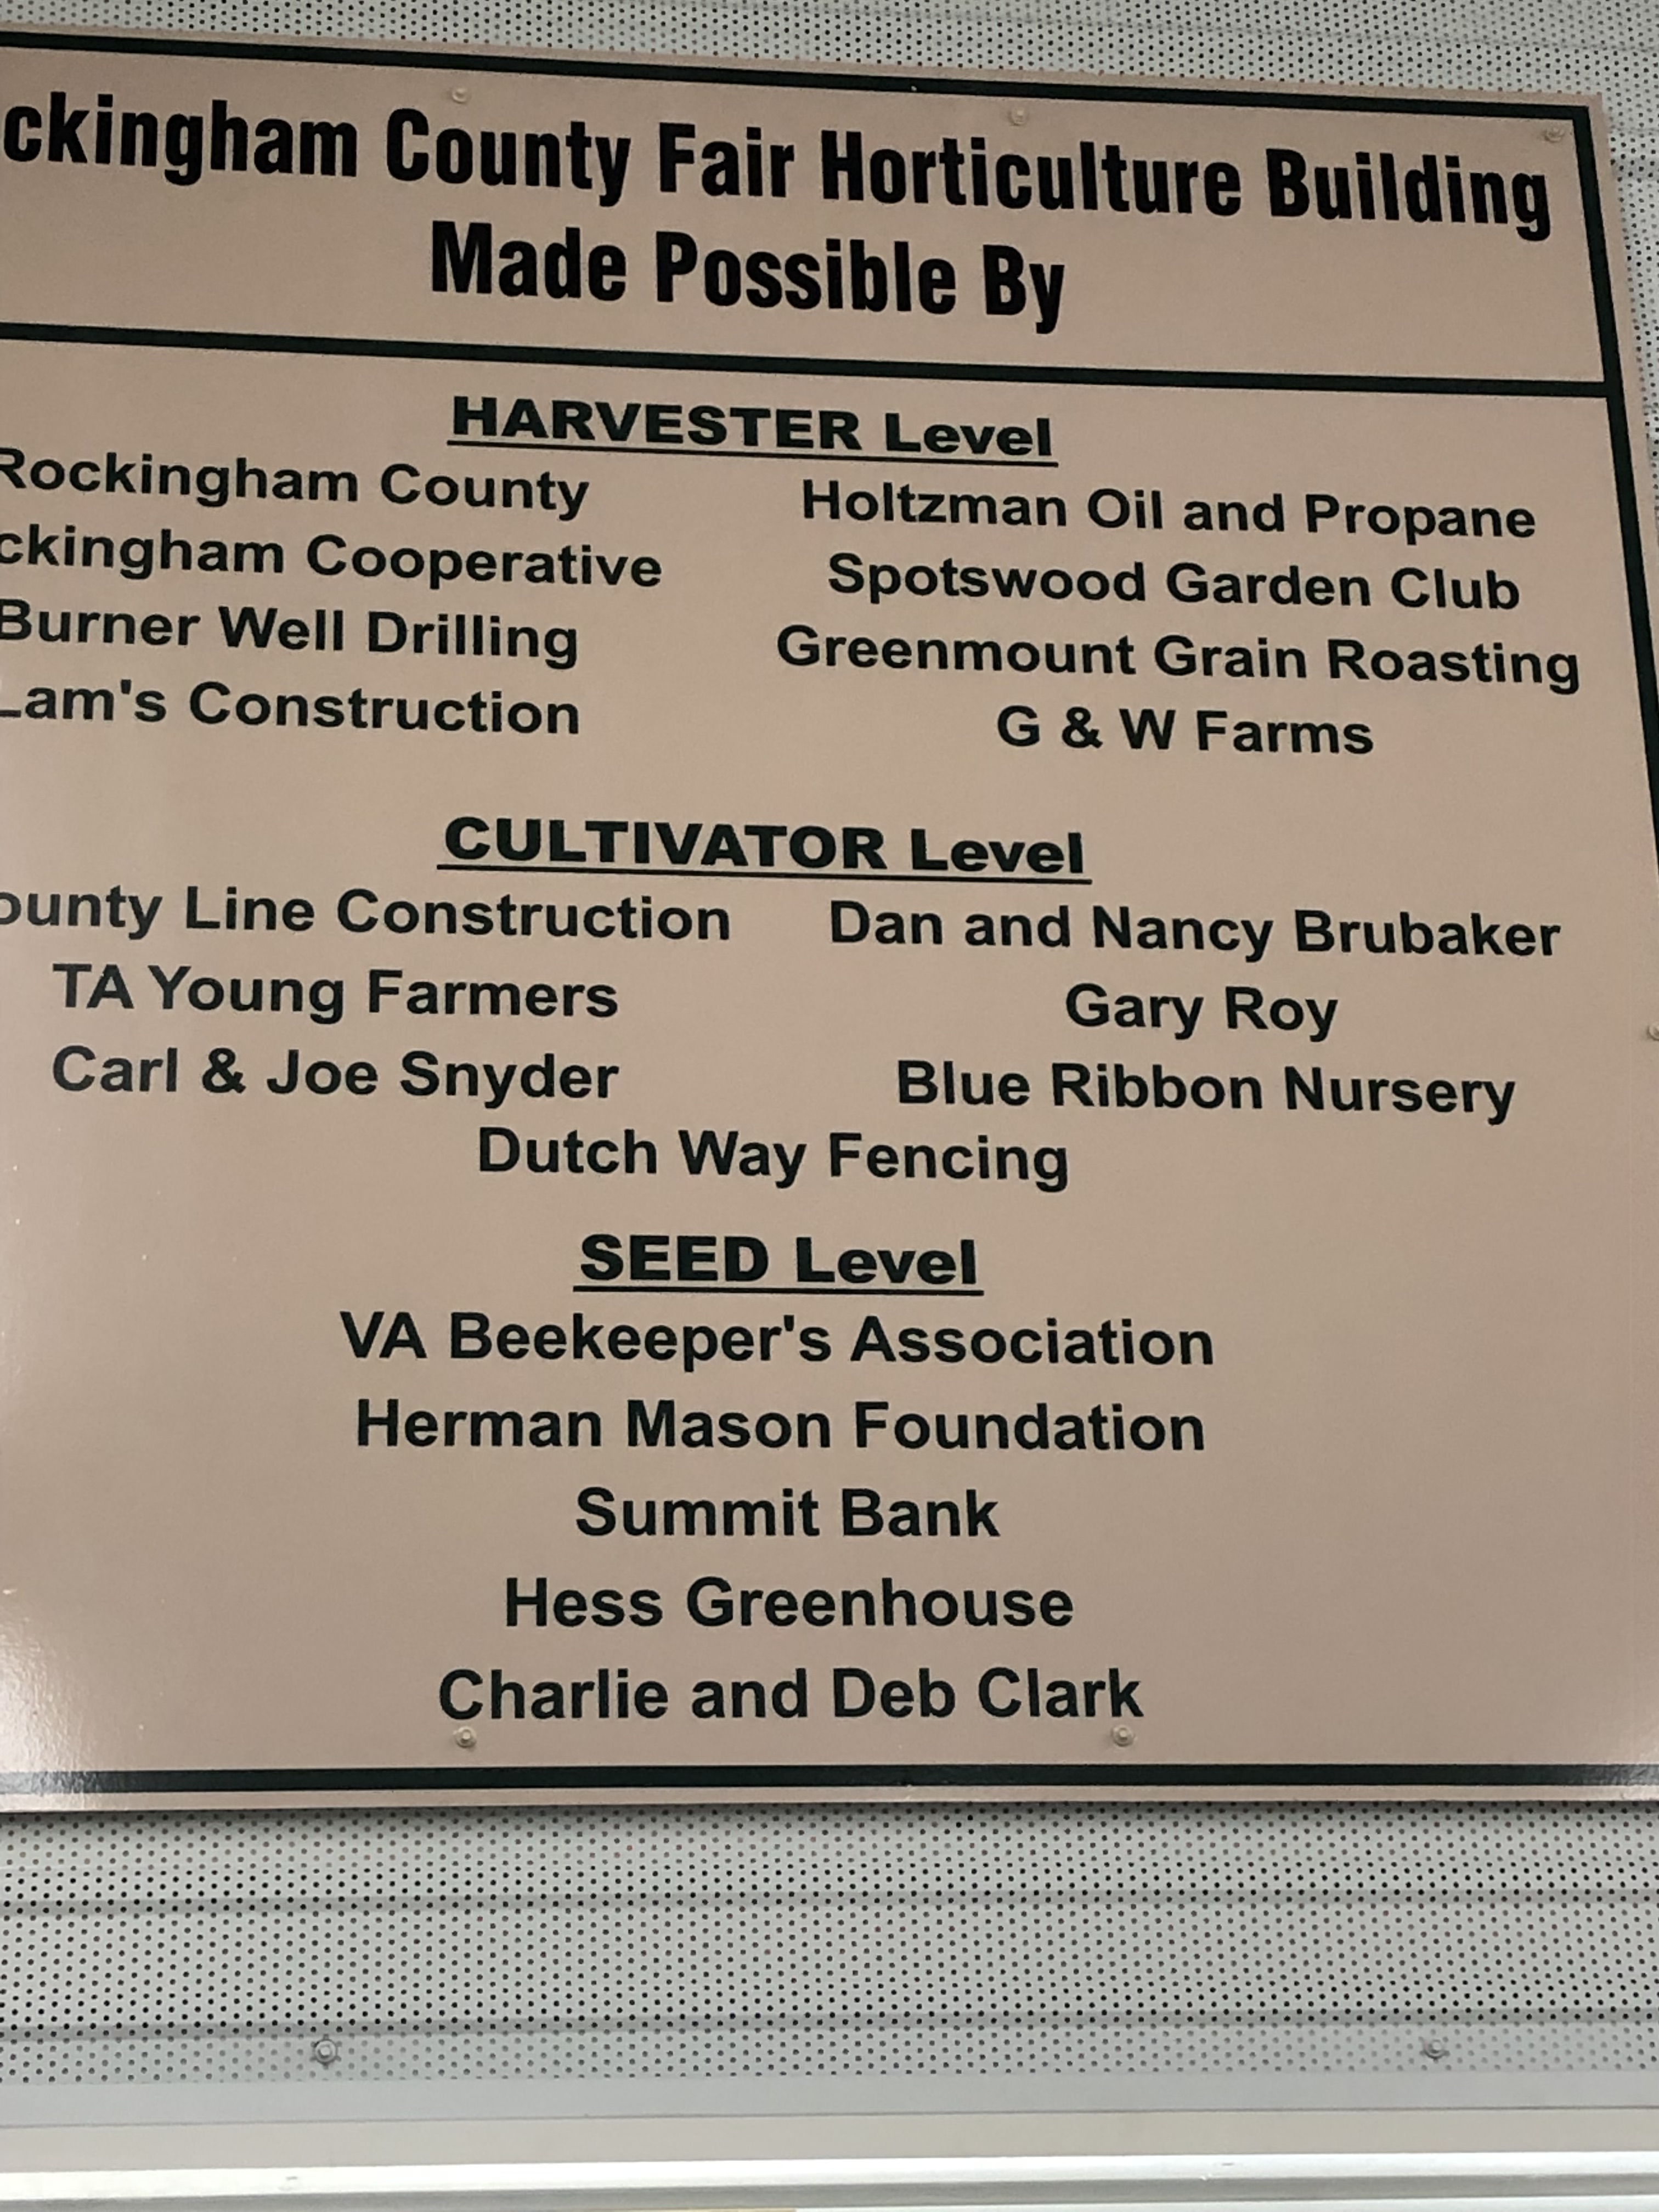 ckingham County Fair Horticulture Building
Made Possible By
HARVESTER Level
Rockingham County Holtzman Oil and Propane
ckingham Cooperative Spotswood Garden Club
Burner Well Drilling Greenmount Grain Roasting
Lam's Construction G & W Farms
CULTIVATOR Level
ounty Line Construction Dan and Nancy Brubaker
TA Young Farmers Gary Roy
Carl & Joe Snyder Blue Ribbon Nursery
Dutch Way Fencing
SEED Level
VA Beekeeper's Association
Herman Mason Foundation
Summit Bank
Hess Greenhouse
Charlie and Deb Clark